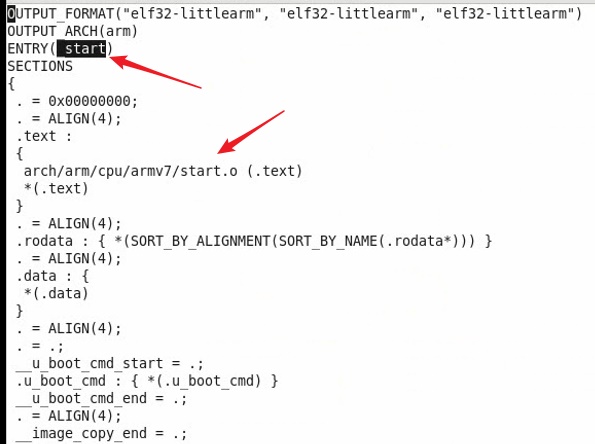 OUTPUT_FORMAT("elf32-littlearm", "elf32-littlearm", "elf32-littlearm")
OUTPUT_ARCH(arm)
ENTRY(_start)
SECTIONS
{
 . = 0x00000000;
 . = ALIGN(4);
 .text :
 {
  arch/arm/cpu/armv7/start.o (.text)
  *(.text)
 }
 . = ALIGN(4);
 .rodata : { *(SORT_BY_ALIGNMENT(SORT_BY_NAME(.rodata*))) }
 . = ALIGN(4);
 .data : {
  *(.data)
 }
 . = ALIGN(4);
 . = .;
 __u_boot_cmd_start = .;
 .u_boot_cmd : { *(.u_boot_cmd) }
 __u_boot_cmd_end = .;
 . = ALIGN(4);
 __image_copy_end = .;